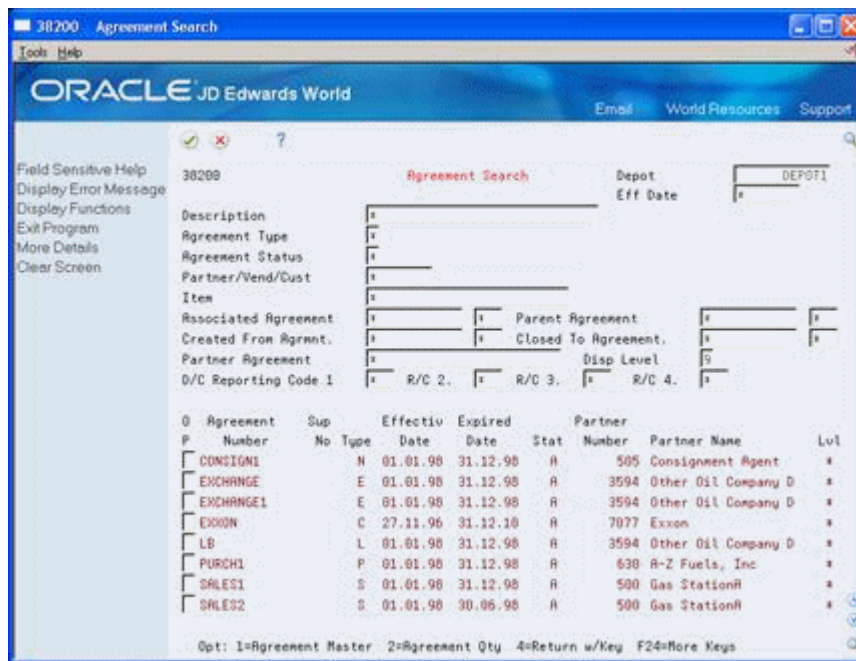 38200 Agreement Search
Tools Help
ORACLE JD Edwards World
Email World Resources Support
?
Field Sensitive Help
Display Error Message
Display Functions
Exit Program
More Details
Clear Screen
38200 Agreement Search Depot DEPOT1
Eff Date *
Description *
Agreement Type *
Agreement Status *
Partner/Vend/Cust *
Item *
Associated Agreement * * Parent Agreement * *
Created From Agrmnt. * * Closed To Agreement. * *
Partner Agreement * Disp Level 9
D/C Reporting Code 1 * R/C 2. * R/C 3. * R/C 4. *
O Agreement Sup Effectiv Expired Partner
P Number No Type Date Date Stat Number Partner Name Lvl
CONSIGN1 N 01.01.98 31.12.98 A 505 Consignment Agent *
EXCHANGE E 01.01.98 31.12.98 A 3594 Other Oil Company D *
EXCHANGE1 E 01.01.98 31.12.98 A 3594 Other Oil Company D *
EXXON C 27.11.96 31.12.10 A 7077 Exxon *
LB L 01.01.98 31.12.98 A 3594 Other Oil Company D *
PURCH1 P 01.01.98 31.12.98 A 630 A-Z Fuels, Inc *
SALES1 S 01.01.98 31.12.98 A 500 Gas StationA *
SALES2 S 01.01.98 30.06.98 A 500 Gas StationA *
Opt: 1=Agreement Master 2=Agreement Qty 4=Return w/Key F24=More Keys